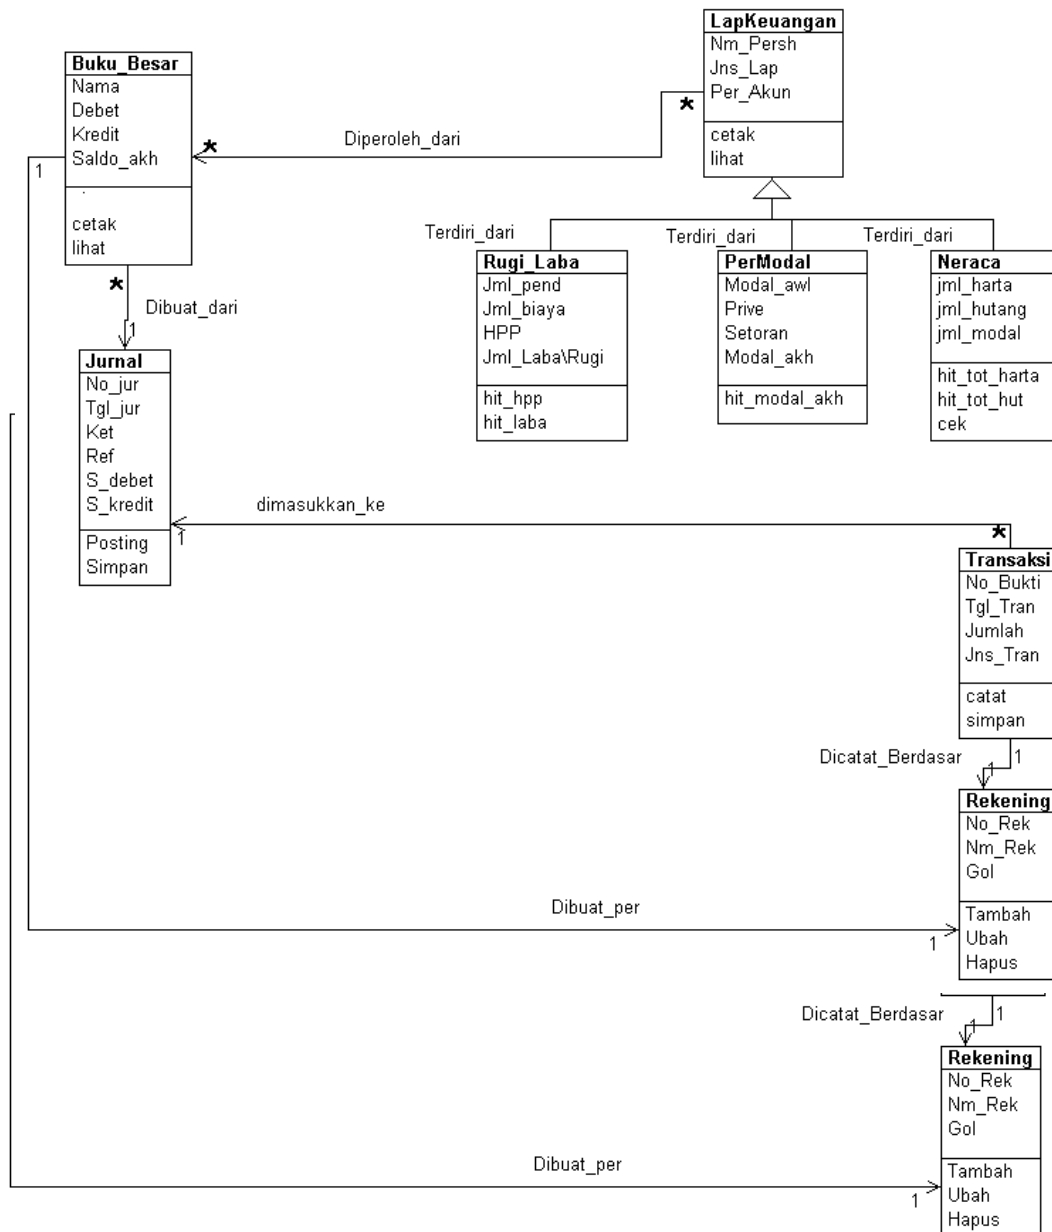 LapKeuangan
Nm_Persh
Jns_Lap
Per_Akun
cetak
lihat
*
Buku_Besar
Nama
Debet
Kredit
Saldo_akh
cetak
lihat
Diperoleh_dari
*
1
*
Dibuat_dari
1
Terdiri_dari
Terdiri_dari
Terdiri_dari
Rugi_Laba
Jml_pend
Jml_biaya
HPP
Jml_Laba\Rugi
hit_hpp
hit_laba
PerModal
Modal_awl
Prive
Setoran
Modal_akh
hit_modal_akh
Neraca
jml_harta
jml_hutang
jml_modal
hit_tot_harta
hit_tot_hut
cek
Jurnal
No_jur
Tgl_jur
Ket
Ref
S_debet
S_kredit
Posting
Simpan
dimasukkan_ke
1
*
Transaksi
No_Bukti
Tgl_Tran
Jumlah
Jns_Tran
catat
simpan
Dicatat_Berdasar
1
1
Rekening
No_Rek
Nm_Rek
Gol
Tambah
Ubah
Hapus
Dibuat_per
1
Dicatat_Berdasar
1
1
Rekening
No_Rek
Nm_Rek
Gol
Tambah
Ubah
Hapus
Dibuat_per
1